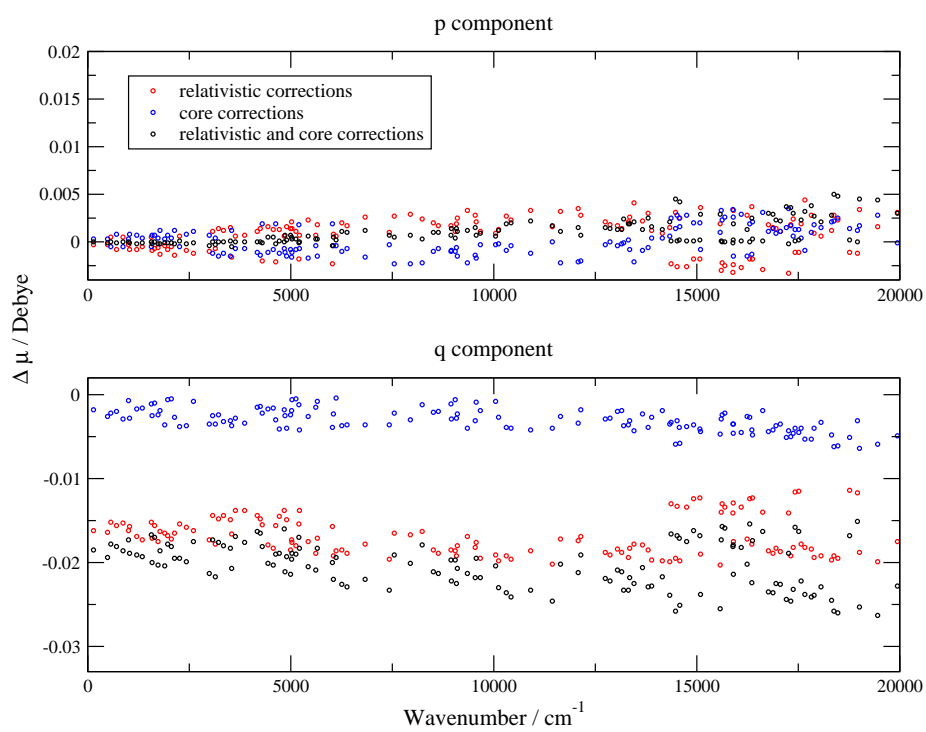 p component
0.02
0.015
0.01
0.005
0
relativistic corrections
core corrections
relativistic and core corrections
0 5000 10000 15000 20000
Δ μ / Debye
q component
0
-0.01
-0.02
-0.03
0 5000 10000 15000 20000
Wavenumber / cm⁻¹